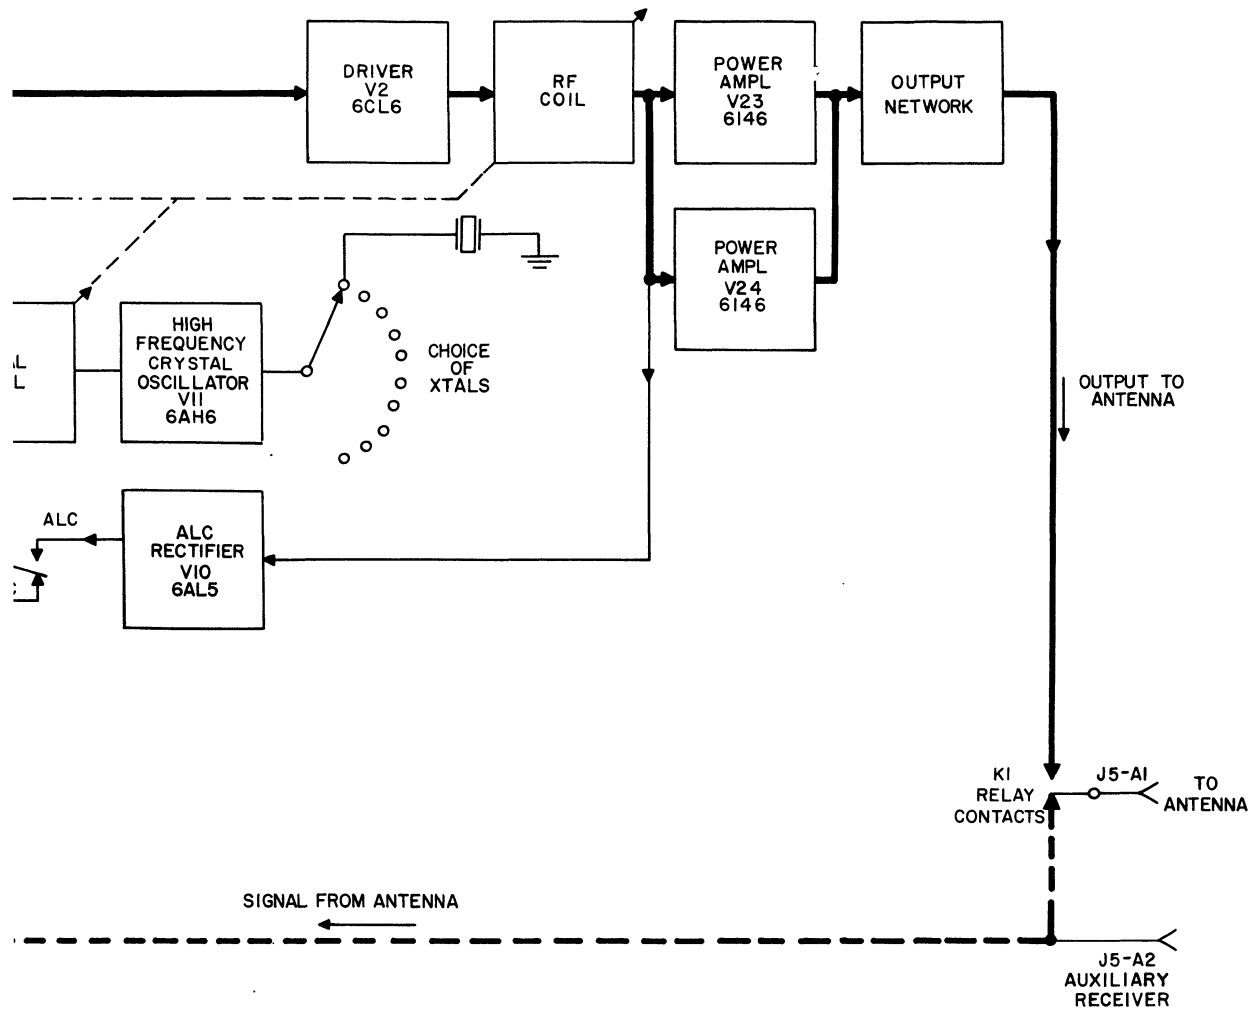 DRIVER
V2
6CL6
RF
COIL
POWER
AMPL
V23
6146
OUTPUT
NETWORK
POWER
AMPL
V24
6146
HIGH
FREQUENCY
CRYSTAL
OSCILLATOR
V11
6AH6
CHOICE
OF
XTALS
OUTPUT TO
ANTENNA
ALC
ALC
RECTIFIER
V10
6AL5
K1
RELAY
CONTACTS
J5-A1
TO
ANTENNA
SIGNAL FROM ANTENNA
J5-A2
AUXILIARY
RECEIVER